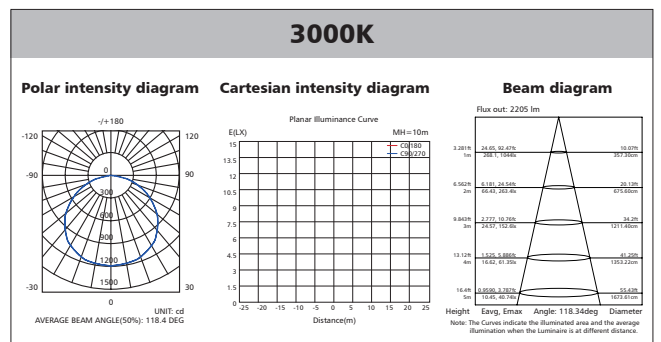 3000K
Polar intensity diagram
Cartesian intensity diagram
Beam diagram
-/+180
-120
120
-90
90
-30
30
0
0
300
600
900
1200
1500
UNIT: cd
AVERAGE BEAM ANGLE(50%): 118.4 DEG
Planar Illuminance Curve
E(LX)
MH=10m
C0/180
C90/270
15
13.5
12
10.5
9
7.5
6
4.5
3
1.5
0
-25 -20 -15 -10 -5 0 5 10 15 20 25
Distance(m)
Flux out: 2205 lm
3.281ft 24.65, 92.47fc 10.07ft
1m 268.1, 1044lx 357.30cm
6.562ft 6.181, 24.54fc 20.13ft
2m 66.43, 263.4lx 675.60cm
9.843ft 2.777, 10.76fc 34.2ft
3m 24.57, 152.6lx 1211.40cm
13.12ft 1.525, 5.886fc 41.25ft
4m 16.62, 61.35lx 1353.22cm
16.4ft 0.9590, 3.787fc 55.43ft
5m 10.45, 40.74lx 1673.61cm
Height Eavg, Emax Angle: 118.34deg Diameter
Note: The Curves indicate the illuminated area and the average
illumination when the Luminaire is at different distance.